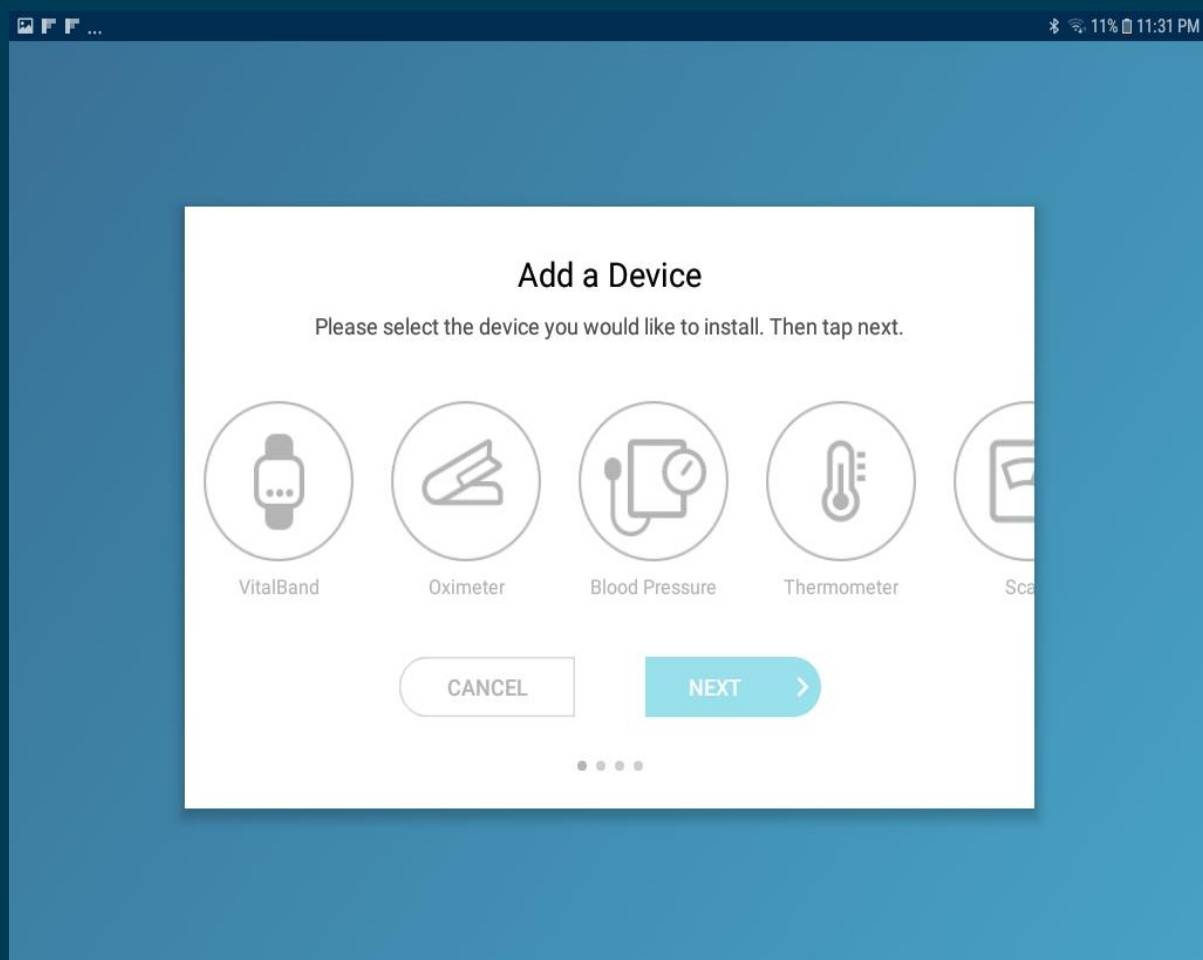 ... 11% 11:31 PM
Add a Device
Please select the device you would like to install. Then tap next.
VitalBand Oximeter Blood Pressure Thermometer Sca
CANCEL NEXT